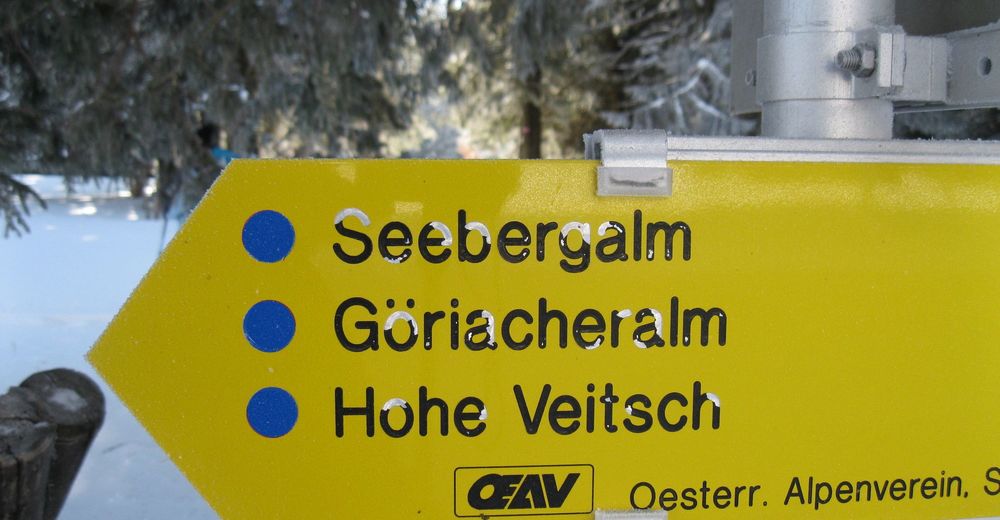 Seebergalm
Göriacheralm
Hohe Veitsch
OEAV Oesterr. Alpenverein, S